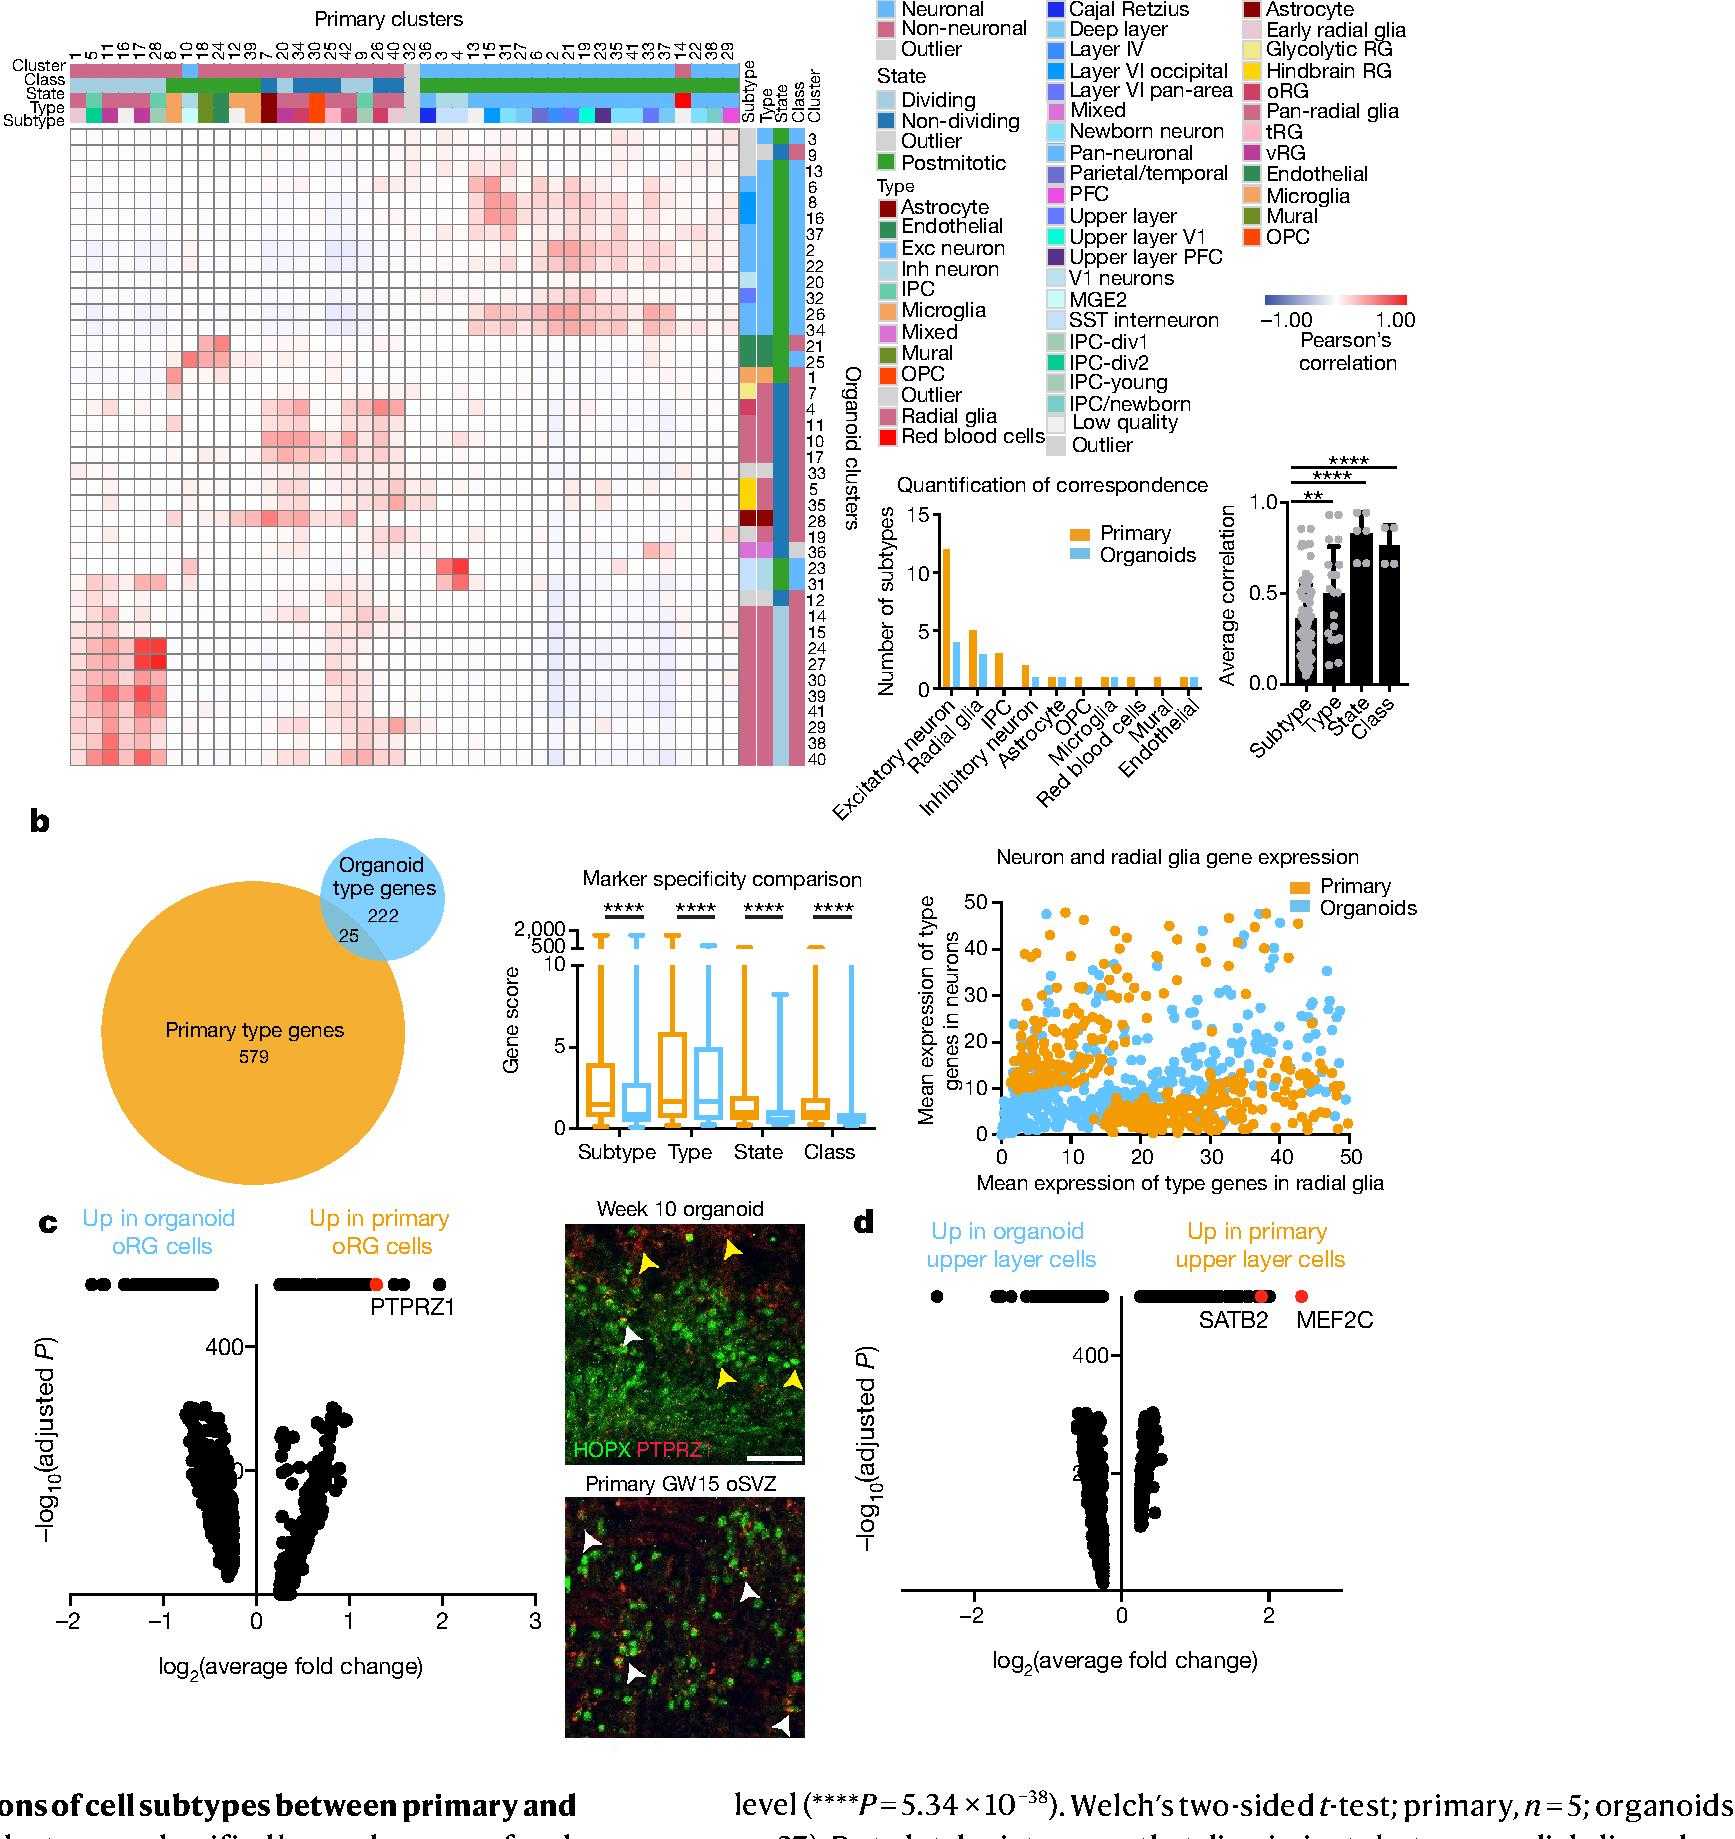 Primary clusters
1 5 11 16 17 28 8 10 18 24 12 39 7 20 34 30 25 42 9 26 40 32 36 3 4 13 15 31 27 6 2 21 19 23 35 41 33 37 14 22 38 29
Cluster
Class
State
Type
Subtype
Subtype
Type
State
Class
Cluster
3
9
13
6
8
16
37
2
22
20
32
26
34
21
25
1
7
4
11
10
17
33
5
35
28
19
36
23
31
12
14
15
24
27
30
39
41
29
38
40
Organoid clusters
Neuronal
Non-neuronal
Outlier
State
Dividing
Non-dividing
Outlier
Postmitotic
Type
Astrocyte
Endothelial
Exc neuron
Inh neuron
IPC
Microglia
Mixed
Mural
OPC
Outlier
Radial glia
Red blood cells
Cajal Retzius
Deep layer
Layer IV
Layer VI occipital
Layer VI pan-area
Mixed
Newborn neuron
Pan-neuronal
Parietal/temporal
PFC
Upper layer
Upper layer V1
Upper layer PFC
V1 neurons
MGE2
SST interneuron
IPC-div1
IPC-div2
IPC-young
IPC/newborn
Low quality
Outlier
Astrocyte
Early radial glia
Glycolytic RG
Hindbrain RG
oRG
Pan-radial glia
tRG
vRG
Endothelial
Microglia
Mural
OPC
−1.00 1.00
Pearson's
correlation
Quantification of correspondence
Number of subtypes
15
10
5
0
Primary
Organoids
Excitatory neuron
Radial glia
IPC
Inhibitory neuron
Astrocyte
OPC
Microglia
Red blood cells
Mural
Endothelial
Average correlation
****
****
**
1.0
0.5
0.0
Subtype
Type
State
Class
b
Organoid
type genes
222
25
Primary type genes
579
Marker specificity comparison
**** **** **** ****
Gene score
2,000
500
10
5
0
Subtype Type State Class
Neuron and radial glia gene expression
Primary
Organoids
Mean expression of type
genes in neurons
50
40
30
20
10
0
0 10 20 30 40 50
Mean expression of type genes in radial glia
c
Up in organoid
oRG cells
Up in primary
oRG cells
PTPRZ1
400
−log10(adjusted P)
−2 −1 0 1 2 3
log2(average fold change)
Week 10 organoid
HOPX PTPRZ1
Primary GW15 oSVZ
d
Up in organoid
upper layer cells
Up in primary
upper layer cells
SATB2 MEF2C
400
−log10(adjusted P)
−2 0 2
log2(average fold change)
ons of cell subtypes between primary and
level (****P = 5.34 × 10−38). Welch's two-sided t-test; primary, n = 5; organoids